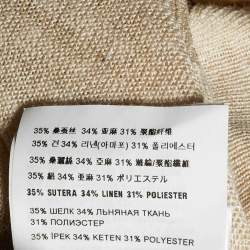 35% 桑蚕丝 34% 亚麻 31% 聚酯纤维
35% 견 34% 리넨(아마포) 31% 폴리에스터
35% 桑蠶絲 34% 亞麻 31% 聚酯纖維
35% 絹 34% 亜麻 31% ポリエステル
35% SUTERA 34% LINEN 31% POLIESTER
35% ШЕЛК 34% ЛЬНЯНАЯ ТКАНЬ
31% ПОЛИЭСТЕР
35% İPEK 34% KETEN 31% POLYESTER